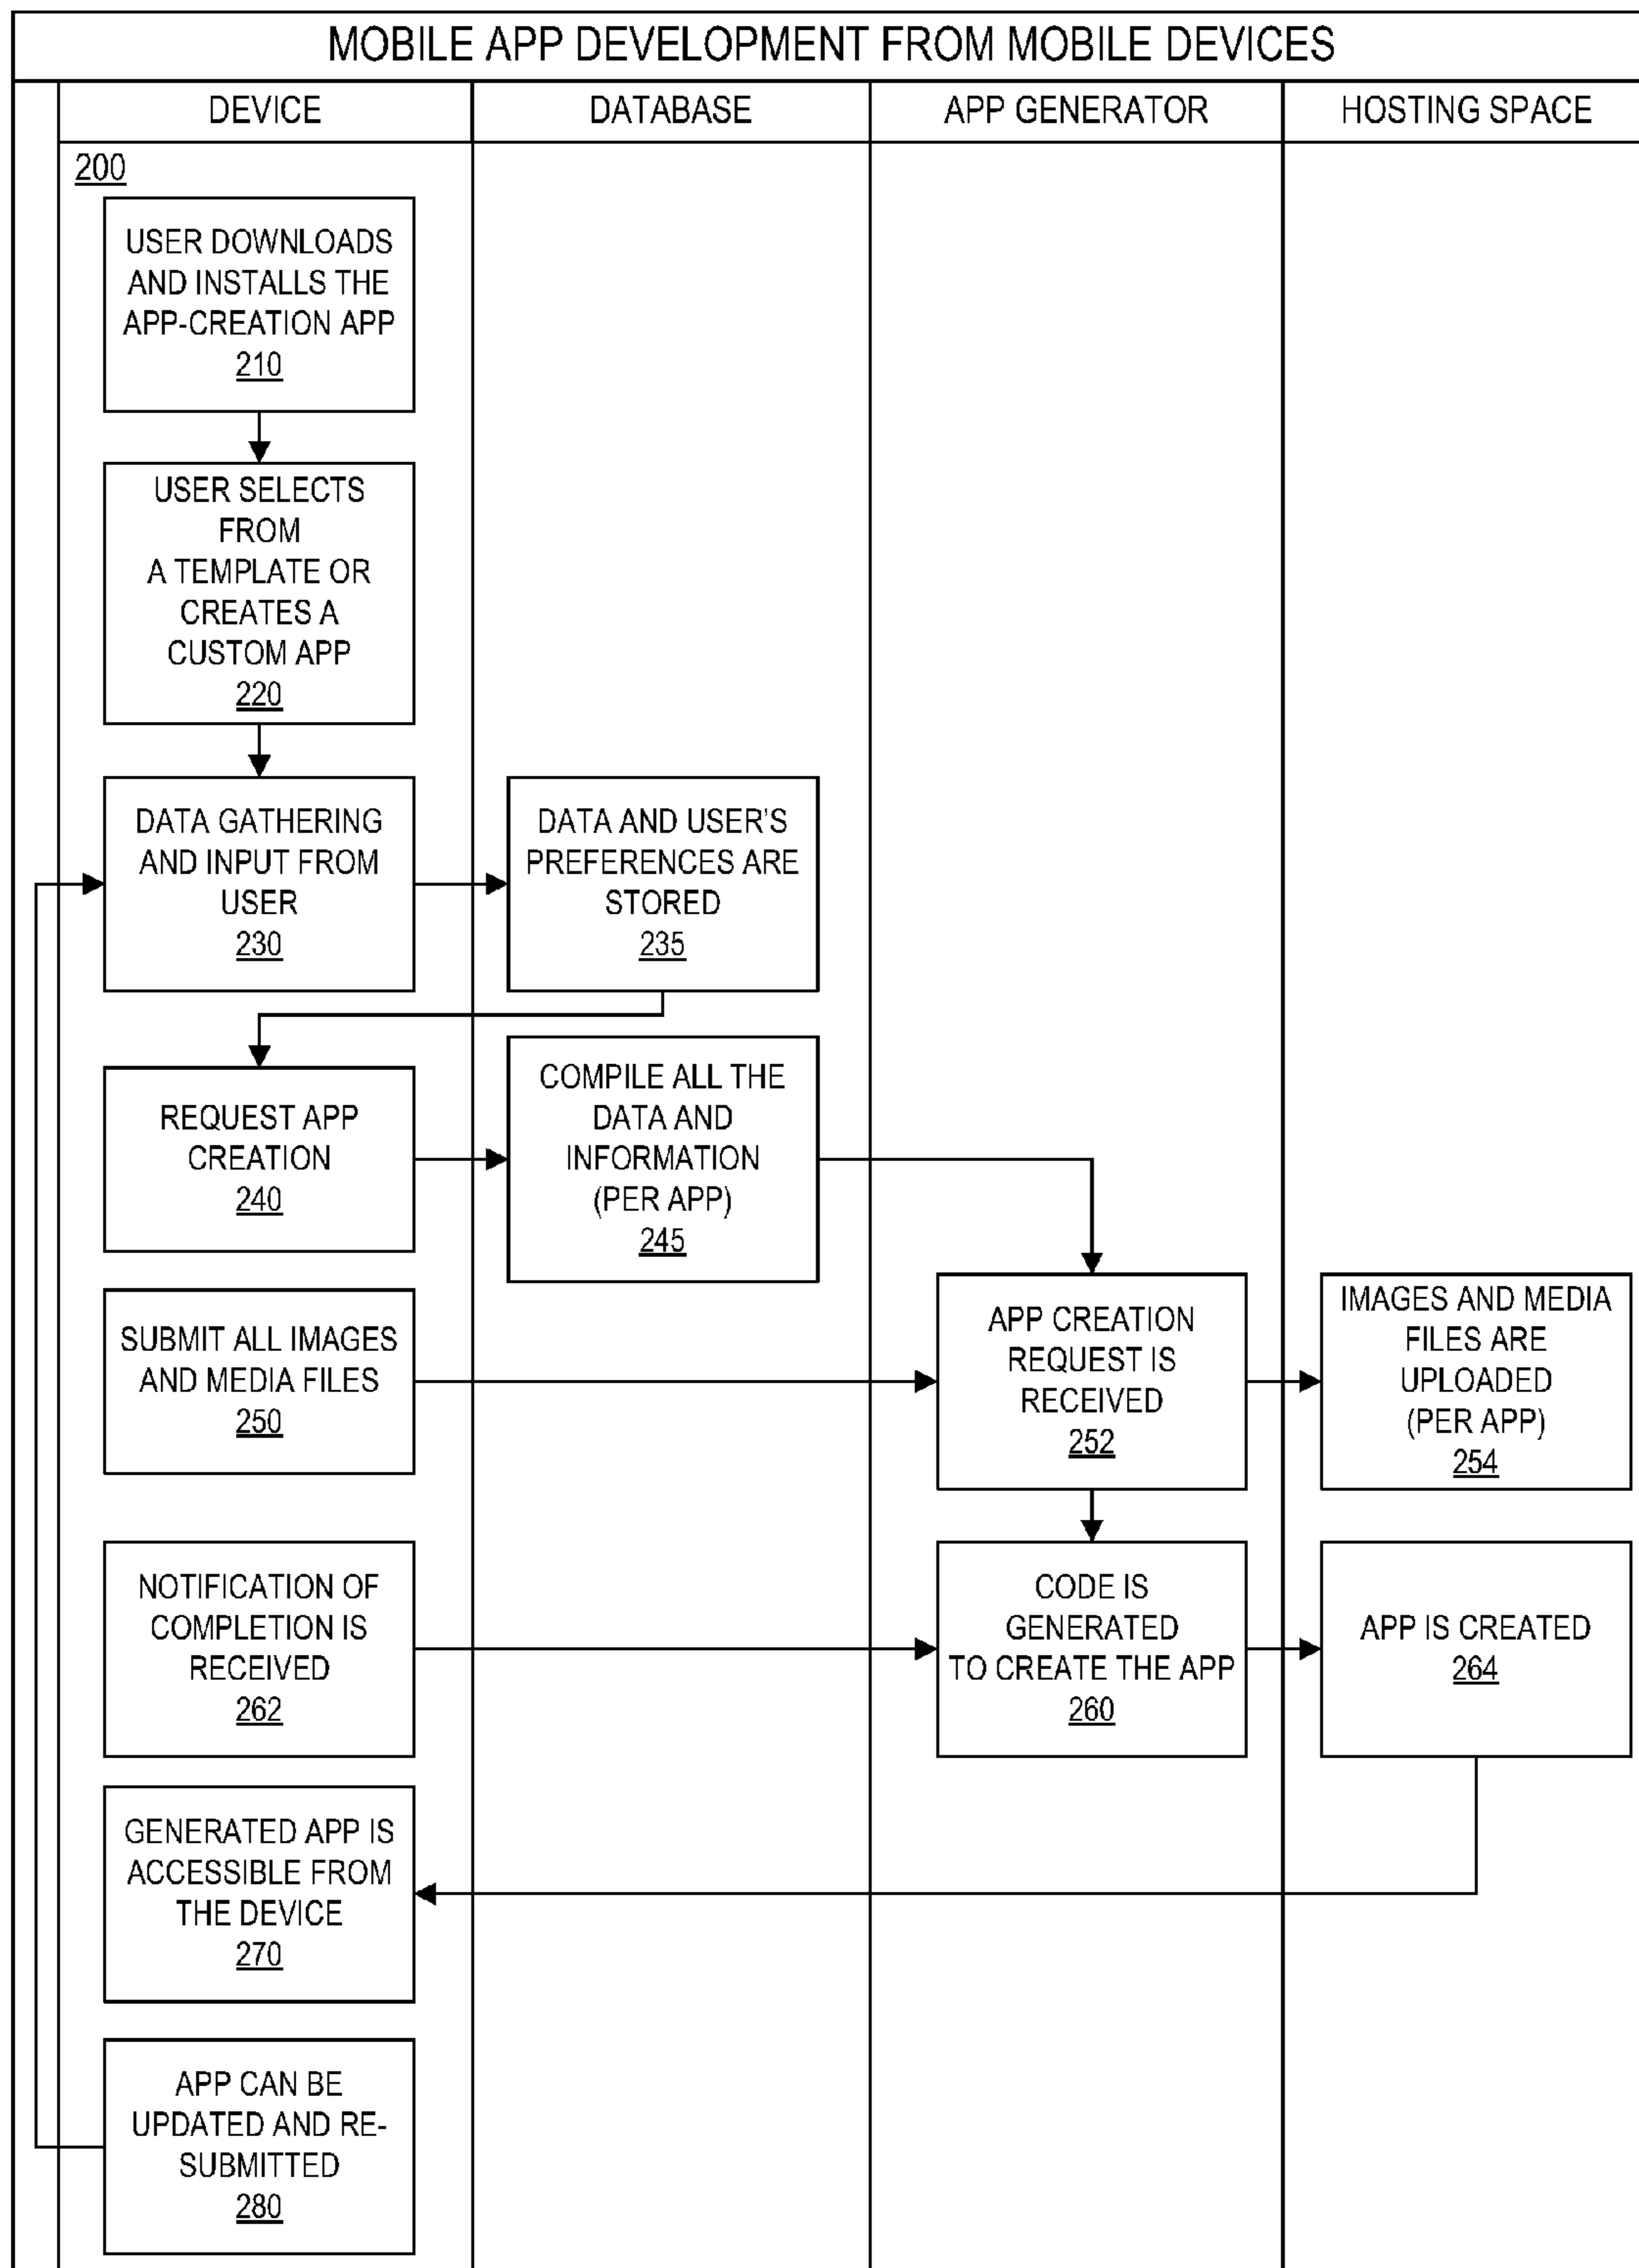 MOBILE APP DEVELOPMENT FROM MOBILE DEVICES
DEVICE
DATABASE
APP GENERATOR
HOSTING SPACE
200
USER DOWNLOADS
AND INSTALLS THE
APP-CREATION APP
210
USER SELECTS
FROM
A TEMPLATE OR
CREATES A
CUSTOM APP
220
DATA GATHERING
AND INPUT FROM
USER
230
DATA AND USER'S
PREFERENCES ARE
STORED
235
REQUEST APP
CREATION
240
COMPILE ALL THE
DATA AND
INFORMATION
(PER APP)
245
SUBMIT ALL IMAGES
AND MEDIA FILES
250
APP CREATION
REQUEST IS
RECEIVED
252
IMAGES AND MEDIA
FILES ARE
UPLOADED
(PER APP)
254
NOTIFICATION OF
COMPLETION IS
RECEIVED
262
CODE IS
GENERATED
TO CREATE THE APP
260
APP IS CREATED
264
GENERATED APP IS
ACCESSIBLE FROM
THE DEVICE
270
APP CAN BE
UPDATED AND RE-
SUBMITTED
280